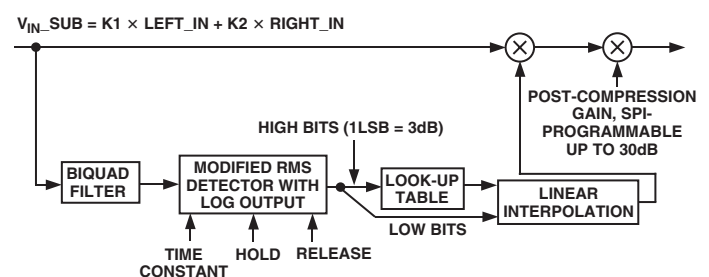 VIN_SUB = K1 × LEFT_IN + K2 × RIGHT_IN
POST-COMPRESSION
GAIN, SPI-
PROGRAMMABLE
UP TO 30dB
HIGH BITS (1LSB = 3dB)
BIQUAD
FILTER
MODIFIED RMS
DETECTOR WITH
LOG OUTPUT
LOOK-UP
TABLE
LINEAR
INTERPOLATION
LOW BITS
TIME
CONSTANT
HOLD
RELEASE